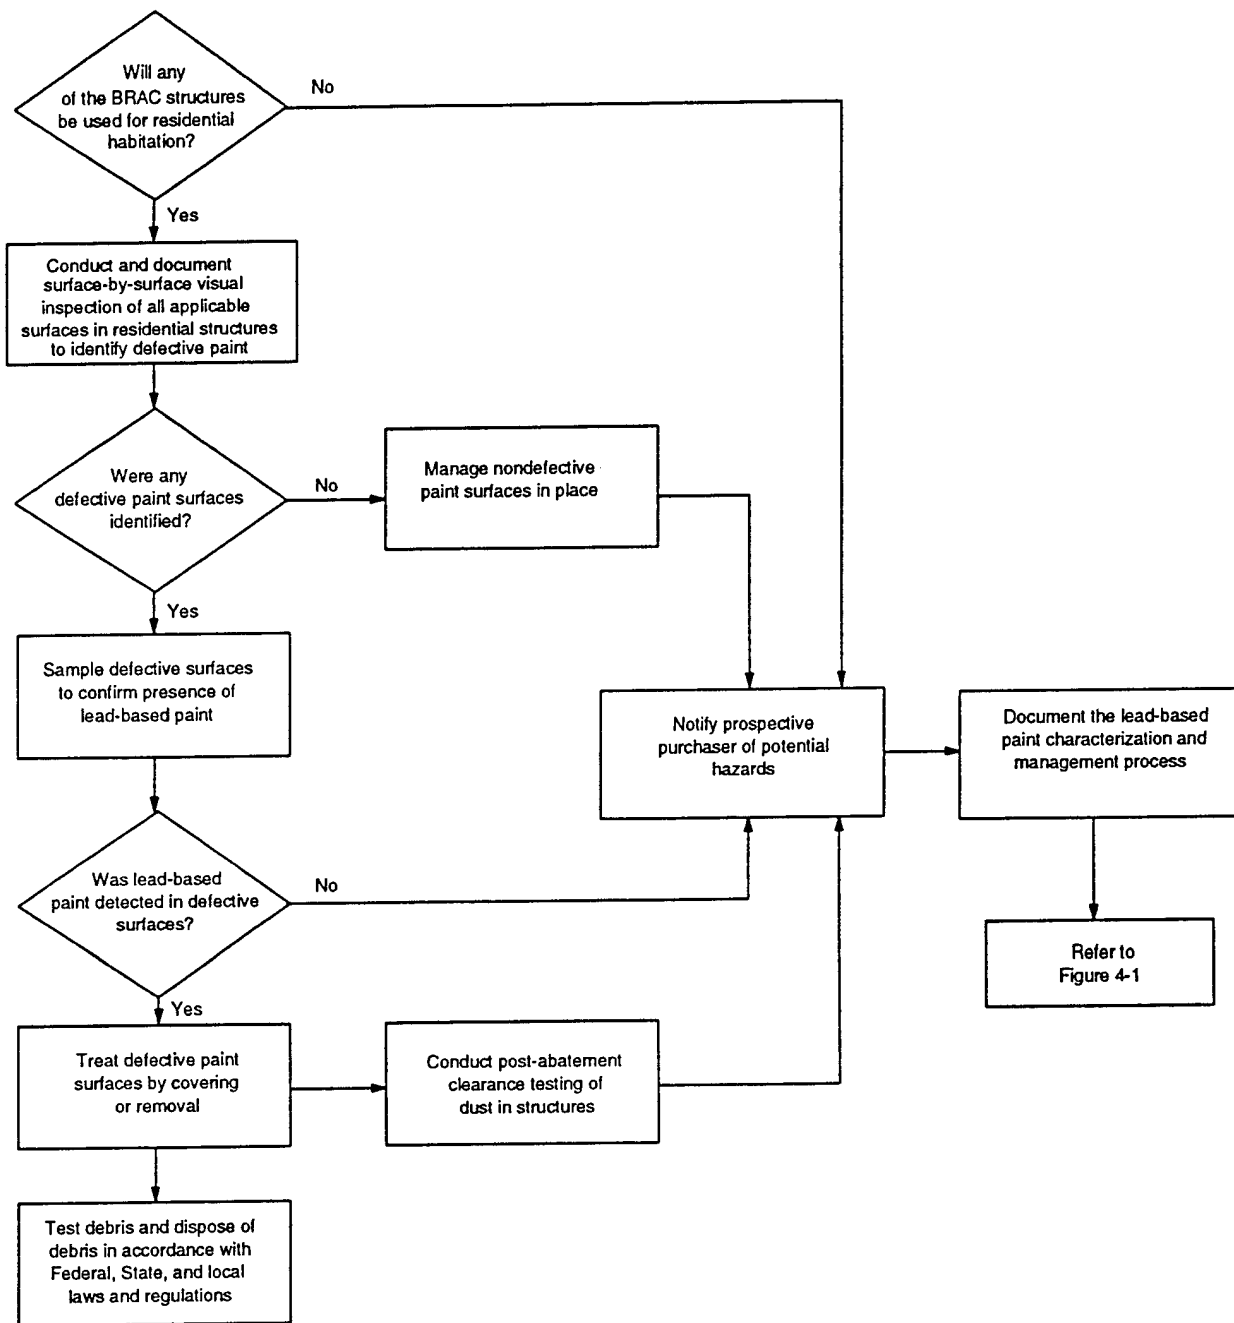 Will any
of the BRAC structures
be used for residential
habitation?
No
Yes
Conduct and document
surface-by-surface visual
inspection of all applicable
surfaces in residential structures
to identify defective paint
Were any
defective paint surfaces
identified?
No
Manage nondefective
paint surfaces in place
Yes
Sample defective surfaces
to confirm presence of
lead-based paint
Notify prospective
purchaser of potential
hazards
Document the lead-based
paint characterization and
management process
Was lead-based
paint detected in defective
surfaces?
No
Refer to
Figure 4-1
Yes
Treat defective paint
surfaces by covering
or removal
Conduct post-abatement
clearance testing of
dust in structures
Test debris and dispose of
debris in accordance with
Federal, State, and local
laws and regulations